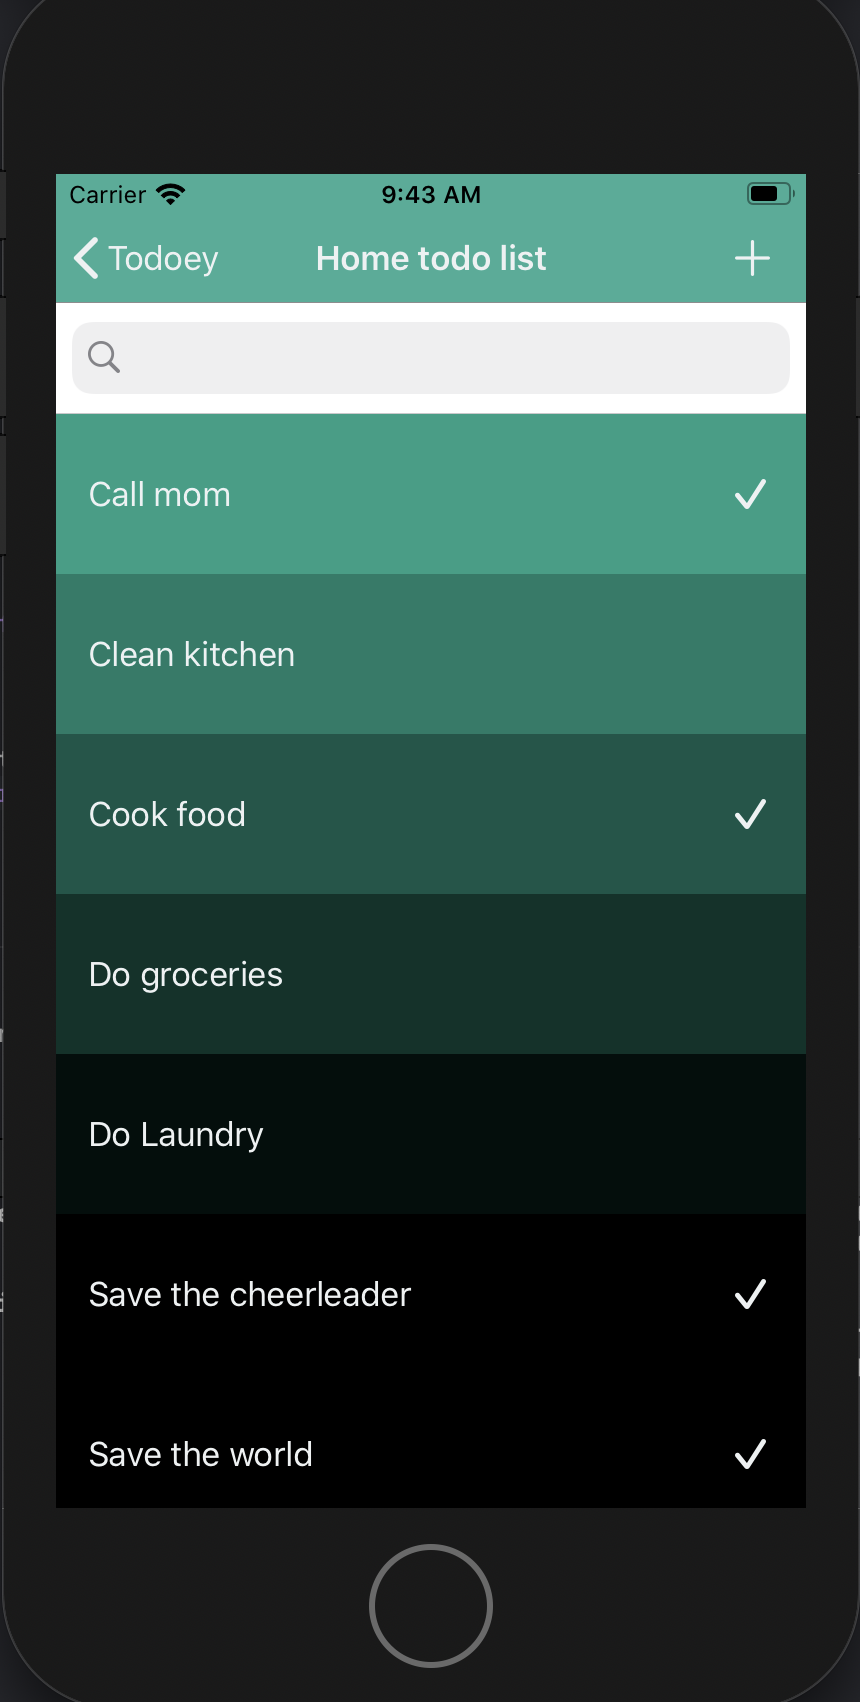 Carrier 9:43 AM
Todoey Home todo list
Call mom
Clean kitchen
Cook food
Do groceries
Do Laundry
Save the cheerleader
Save the world